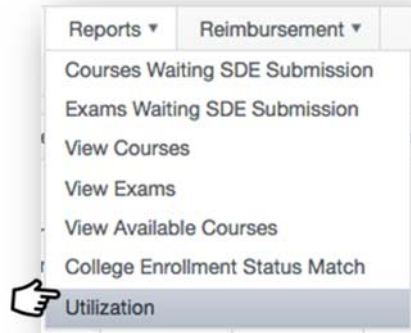 Reports ▼ Reimbursement ▼
Courses Waiting SDE Submission
Exams Waiting SDE Submission
View Courses
View Exams
View Available Courses
College Enrollment Status Match
Utilization